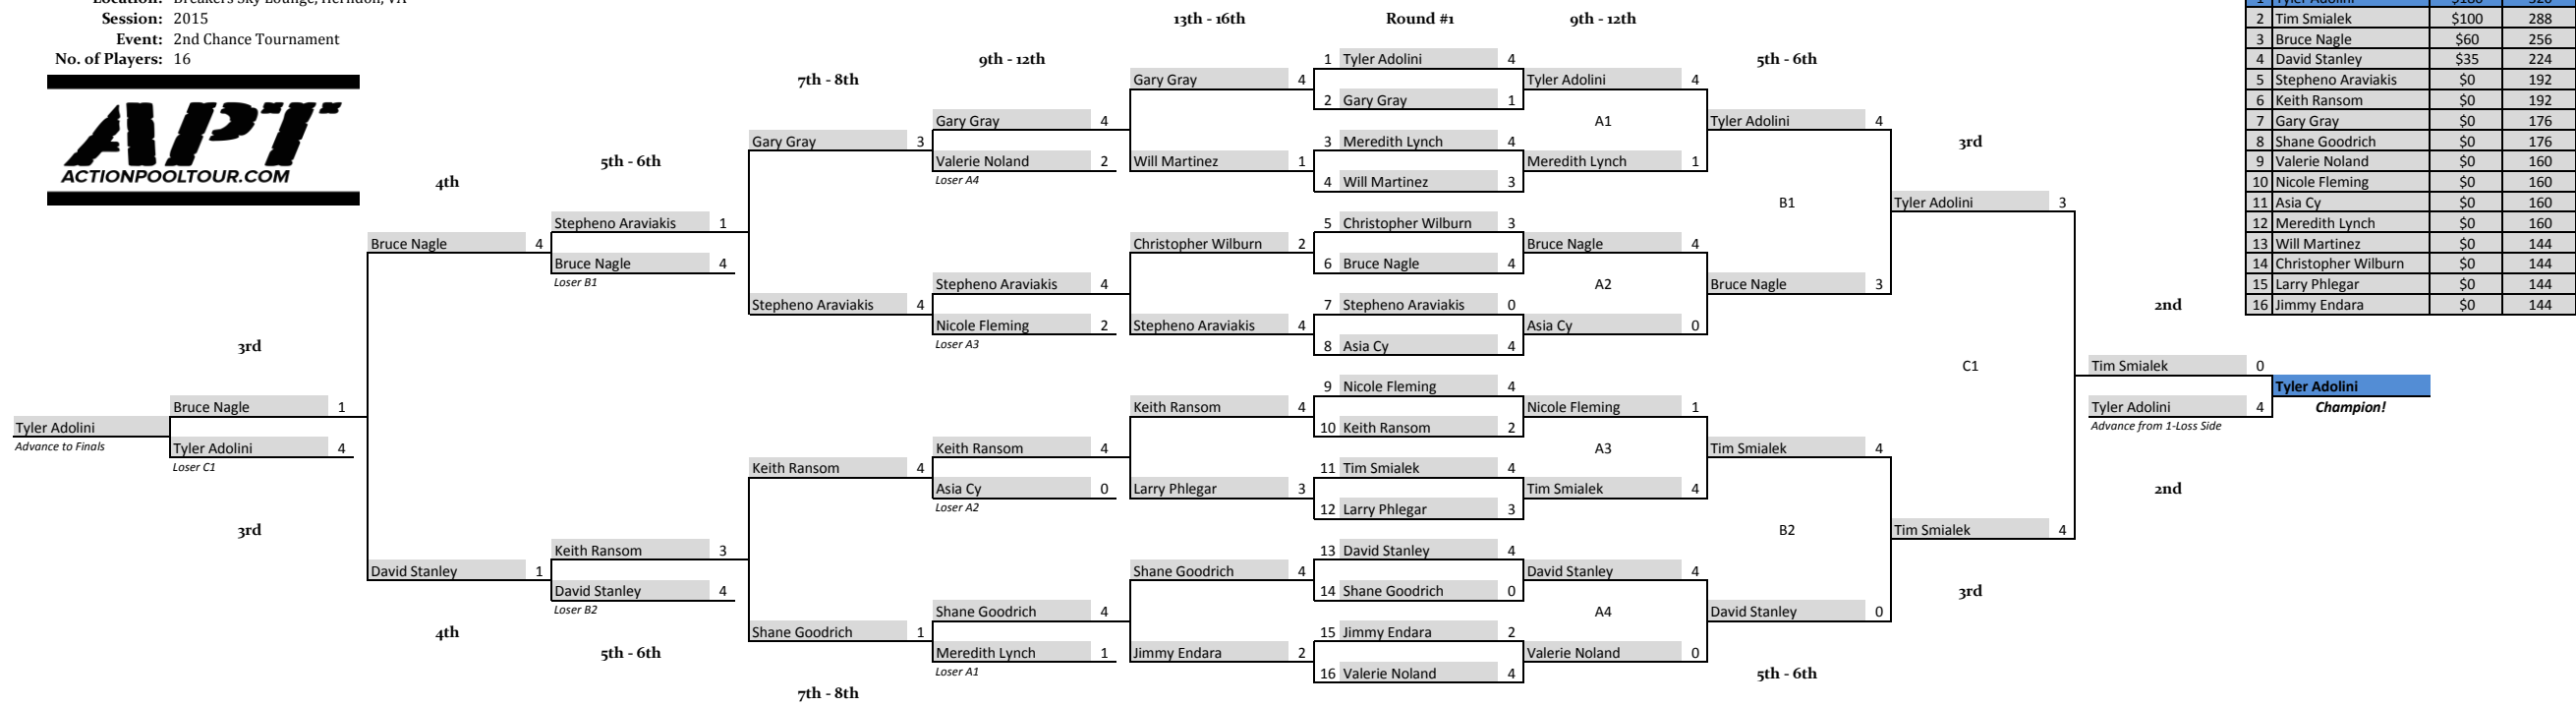 Location: Breakers Sky Lounge, Herndon, VA
Session: 2015
Event: 2nd Chance Tournament
No. of Players: 16
APT
ACTIONPOOLTOUR.COM
3rd
Bruce Nagle 1
Tyler Adolini
Advance to Finals
Tyler Adolini 4
Loser C1
3rd
4th
Bruce Nagle 4
David Stanley 1
4th
5th - 6th
Stepheno Araviakis 1
Bruce Nagle 4
Loser B1
Keith Ransom 3
David Stanley 4
Loser B2
5th - 6th
7th - 8th
Gary Gray 3
Stepheno Araviakis 4
Keith Ransom 4
Shane Goodrich 1
7th - 8th
9th - 12th
Gary Gray 4
Valerie Noland 2
Loser A4
Stepheno Araviakis 4
Nicole Fleming 2
Loser A3
Keith Ransom 4
Asia Cy 0
Loser A2
Shane Goodrich 4
Meredith Lynch 1
Loser A1
13th - 16th
Gary Gray 4
Will Martinez 1
Christopher Wilburn 2
Stepheno Araviakis 4
Keith Ransom 4
Larry Phlegar 3
Shane Goodrich 4
Jimmy Endara 2
Round #1
1 Tyler Adolini 4
2 Gary Gray 1
3 Meredith Lynch 4
4 Will Martinez 3
5 Christopher Wilburn 3
6 Bruce Nagle 4
7 Stepheno Araviakis 0
8 Asia Cy 4
9 Nicole Fleming 4
10 Keith Ransom 2
11 Tim Smialek 4
12 Larry Phlegar 3
13 David Stanley 4
14 Shane Goodrich 0
15 Jimmy Endara 2
16 Valerie Noland 4
9th - 12th
Tyler Adolini 4
A1
Meredith Lynch 1
Bruce Nagle 4
A2
Asia Cy 0
Nicole Fleming 1
A3
Tim Smialek 4
David Stanley 4
A4
Valerie Noland 0
5th - 6th
Tyler Adolini 4
B1
Bruce Nagle 3
Tim Smialek 4
B2
David Stanley 0
5th - 6th
3rd
Tyler Adolini 3
C1
Tim Smialek 4
3rd
2nd
Tim Smialek 0
Tyler Adolini 4
Advance from 1-Loss Side
2nd
Tyler Adolini
Champion!
1 Tyler Adolini $180 320
2 Tim Smialek $100 288
3 Bruce Nagle $60 256
4 David Stanley $35 224
5 Stepheno Araviakis $0 192
6 Keith Ransom $0 192
7 Gary Gray $0 176
8 Shane Goodrich $0 176
9 Valerie Noland $0 160
10 Nicole Fleming $0 160
11 Asia Cy $0 160
12 Meredith Lynch $0 160
13 Will Martinez $0 144
14 Christopher Wilburn $0 144
15 Larry Phlegar $0 144
16 Jimmy Endara $0 144